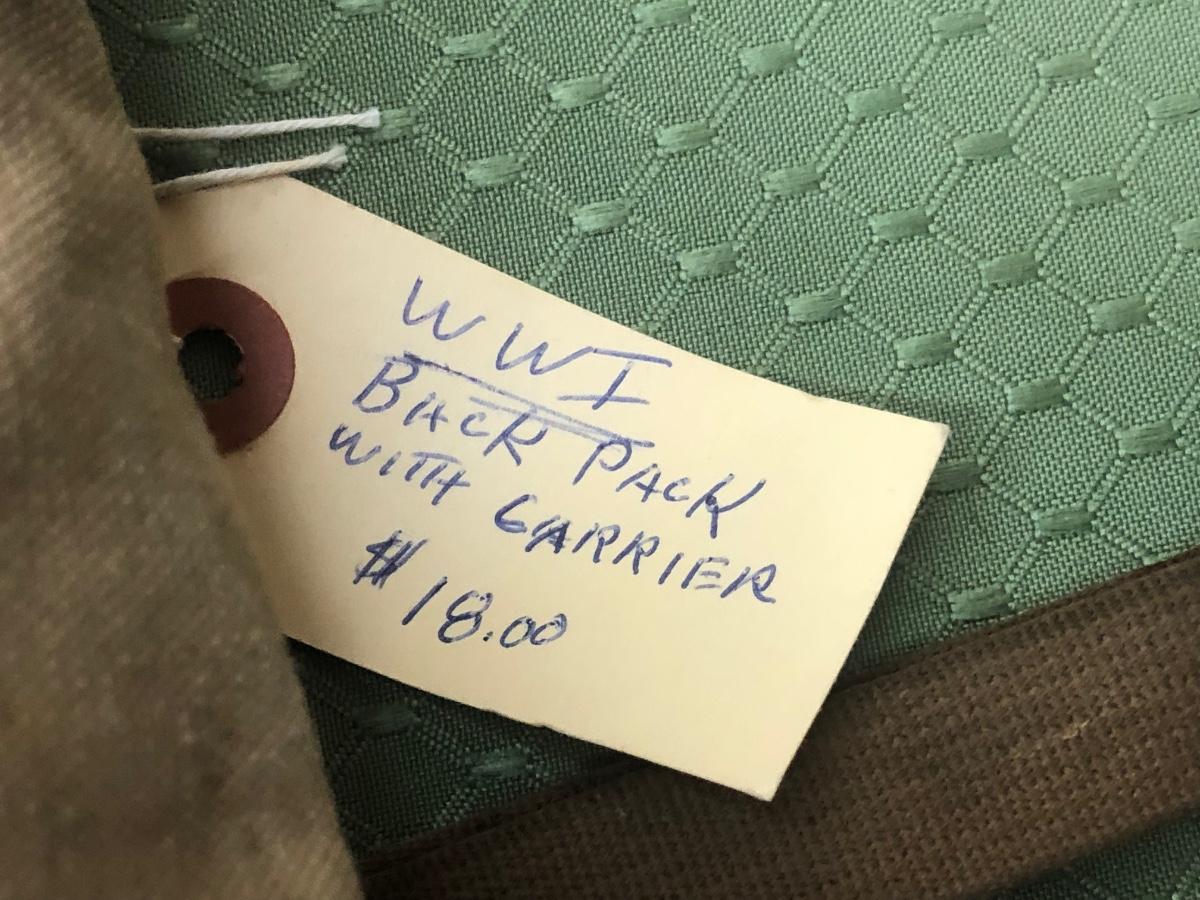 WWI
BACK PACK
WITH CARRIER
$18.00